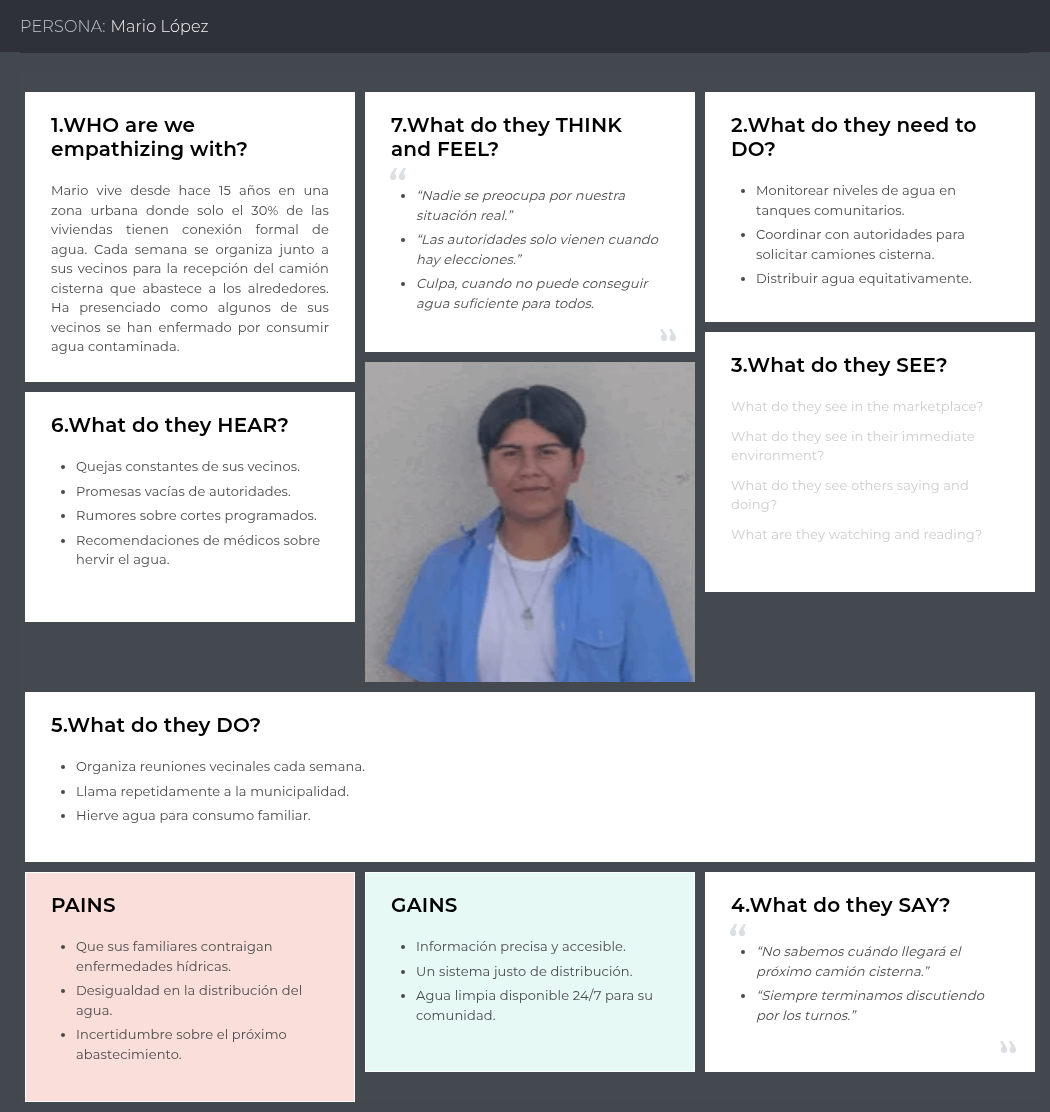 PERSONA: Mario López
1.WHO are we
empathizing with?
Mario vive desde hace 15 años en una
zona urbana donde solo el 30% de las
viviendas tienen conexión formal de
agua. Cada semana se organiza junto a
sus vecinos para la recepción del camión
cisterna que abastece a los alrededores.
Ha presenciado como algunos de sus
vecinos se han enfermado por consumir
agua contaminada.
7.What do they THINK
and FEEL?
“
• “Nadie se preocupa por nuestra
situación real.”
• “Las autoridades solo vienen cuando
hay elecciones.”
• Culpa, cuando no puede conseguir
agua suficiente para todos.
”
2.What do they need to
DO?
• Monitorear niveles de agua en
tanques comunitarios.
• Coordinar con autoridades para
solicitar camiones cisterna.
• Distribuir agua equitativamente.
3.What do they SEE?
What do they see in the marketplace?
What do they see in their immediate
environment?
What do they see others saying and
doing?
What are they watching and reading?
6.What do they HEAR?
• Quejas constantes de sus vecinos.
• Promesas vacías de autoridades.
• Rumores sobre cortes programados.
• Recomendaciones de médicos sobre
hervir el agua.
5.What do they DO?
• Organiza reuniones vecinales cada semana.
• Llama repetidamente a la municipalidad.
• Hierve agua para consumo familiar.
PAINS
• Que sus familiares contraigan
enfermedades hídricas.
• Desigualdad en la distribución del
agua.
• Incertidumbre sobre el próximo
abastecimiento.
GAINS
• Información precisa y accesible.
• Un sistema justo de distribución.
• Agua limpia disponible 24/7 para su
comunidad.
4.What do they SAY?
“
• “No sabemos cuándo llegará el
próximo camión cisterna.”
• “Siempre terminamos discutiendo
por los turnos.”
”